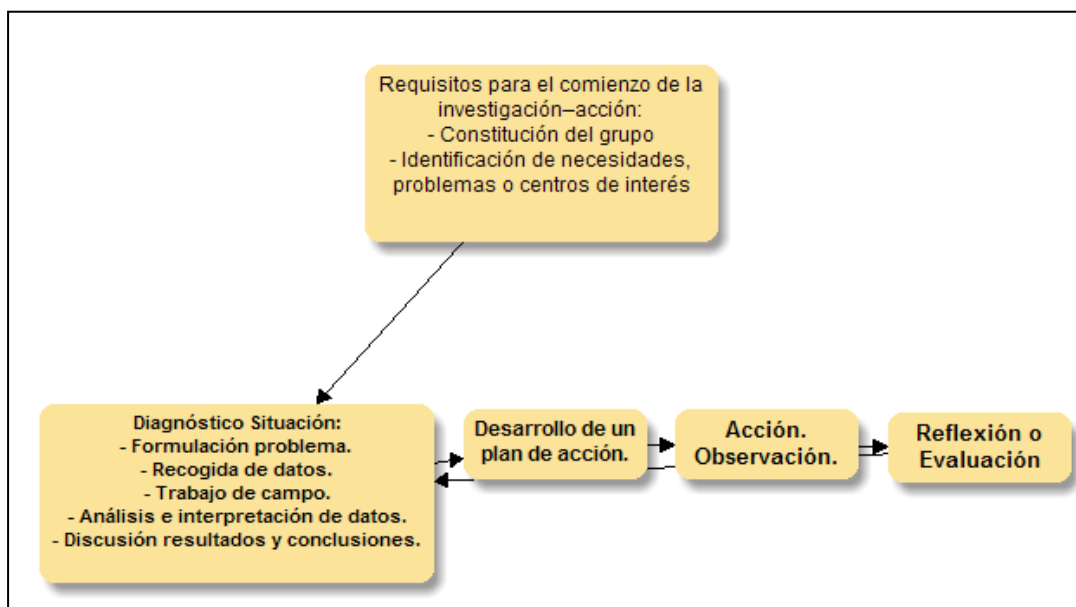 Requisitos para el comienzo de la
investigación–acción:
- Constitución del grupo
- Identificación de necesidades,
problemas o centros de interés
Diagnóstico Situación:
- Formulación problema.
- Recogida de datos.
- Trabajo de campo.
- Análisis e interpretación de datos.
- Discusión resultados y conclusiones.
Desarrollo de un
plan de acción.
Acción.
Observación.
Reflexión o
Evaluación